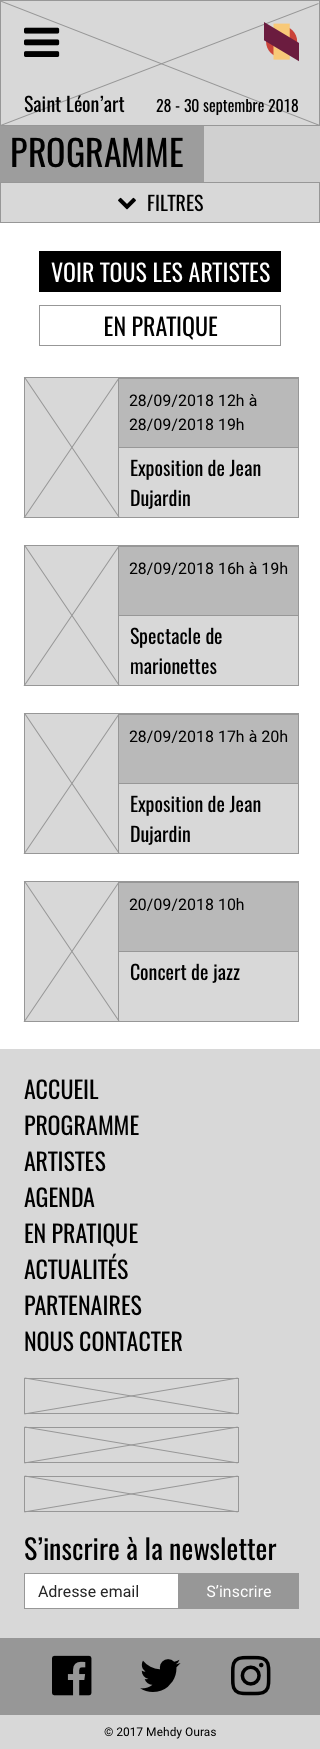 Saint Léon’art 28 - 30 septembre 2018
PROGRAMME
FILTRES
VOIR TOUS LES ARTISTES
EN PRATIQUE
28/09/2018 12h à
28/09/2018 19h
Exposition de Jean
Dujardin
28/09/2018 16h à 19h
Spectacle de
marionettes
28/09/2018 17h à 20h
Exposition de Jean
Dujardin
20/09/2018 10h
Concert de jazz
ACCUEIL
PROGRAMME
ARTISTES
AGENDA
EN PRATIQUE
ACTUALITÉS
PARTENAIRES
NOUS CONTACTER
S’inscrire à la newsletter
Adresse email S’inscrire
© 2017 Mehdy Ouras